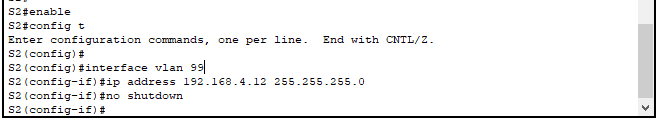 S2#enable
S2#config t
Enter configuration commands, one per line.  End with CNTL/Z.
S2(config)#
S2(config)#interface vlan 99
S2(config-if)#ip address 192.168.4.12 255.255.255.0
S2(config-if)#no shutdown
S2(config-if)#